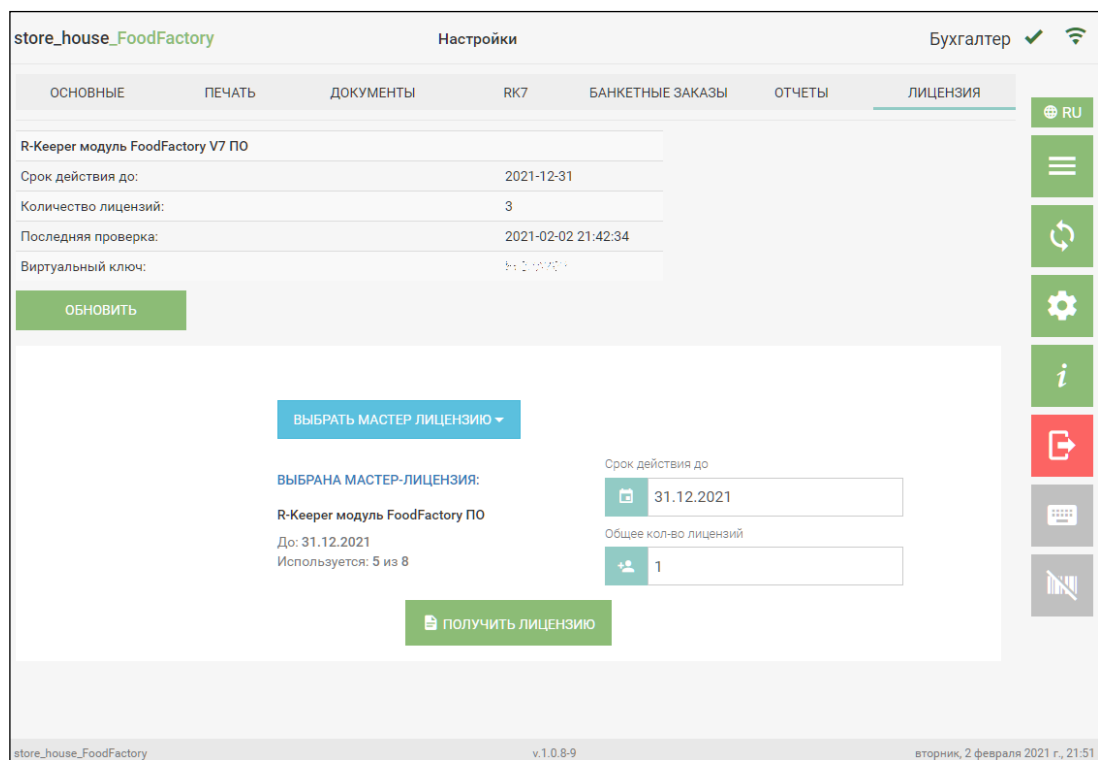 store_house_FoodFactory Настройки Бухгалтер
ОСНОВНЫЕ ПЕЧАТЬ ДОКУМЕНТЫ RK7 БАНКЕТНЫЕ ЗАКАЗЫ ОТЧЕТЫ ЛИЦЕНЗИЯ
RU
R-Keeper модуль FoodFactory V7 ПО
Срок действия до: 2021-12-31
Количество лицензий: 3
Последняя проверка: 2021-02-02 21:42:34
Виртуальный ключ:
ОБНОВИТЬ
ВЫБРАТЬ МАСТЕР ЛИЦЕНЗИЮ
ВЫБРАНА МАСТЕР-ЛИЦЕНЗИЯ:
R-Keeper модуль FoodFactory ПО
До: 31.12.2021
Используется: 5 из 8
Срок действия до
31.12.2021
Общее кол-во лицензий
1
ПОЛУЧИТЬ ЛИЦЕНЗИЮ
store_house_FoodFactory v.1.0.8-9 вторник, 2 февраля 2021 г., 21:51